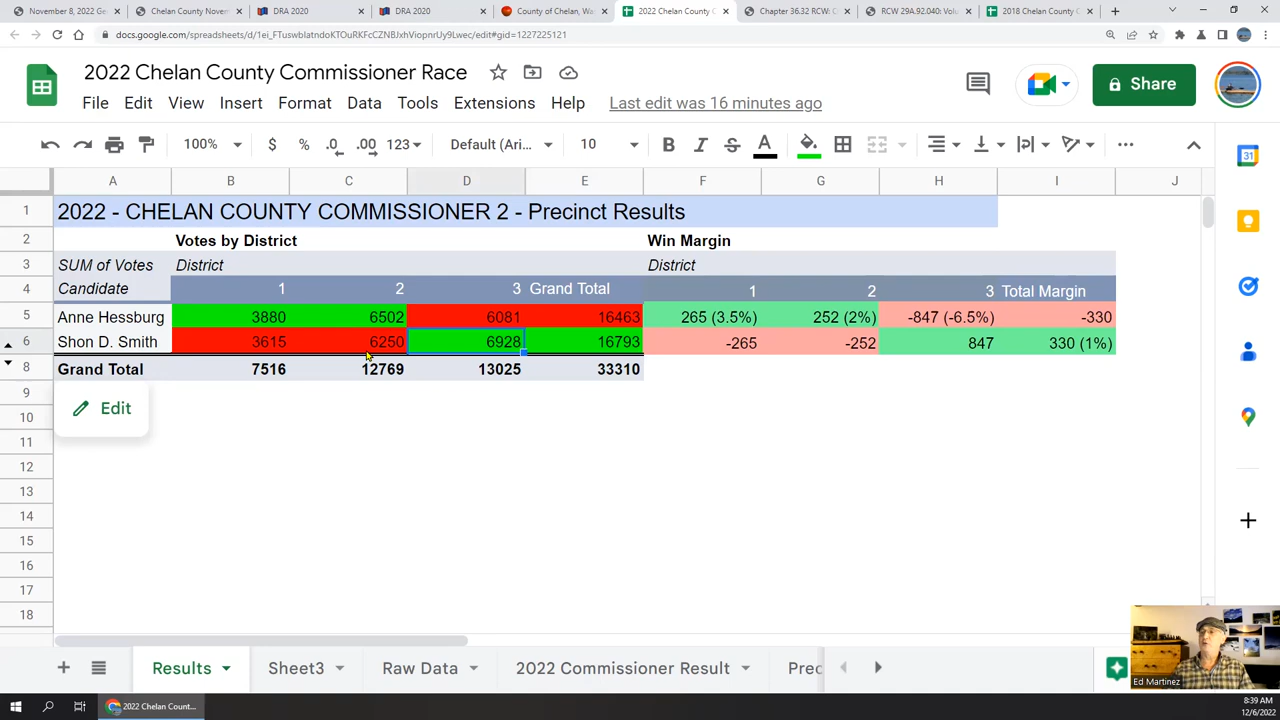 November 8, 2022 Ge
Chelan County Novem
DRA 2020
DRA 2020
County of Chelan, Wa
2022 Chelan County C
Chapter 36.32 RCW: C
RCW 29A.92.040: Volu
2018 Chelan County C
docs.google.com/spreadsheets/d/1ei_FTuswblatndoKTOuRKFcCZNBJxhViopnrUy9Lwec/edit#gid=1227225121
2022 Chelan County Commissioner Race
File Edit View Insert Format Data Tools Extensions Help Last edit was 16 minutes ago
Share
100% $ % .0 .00 123 Default (Ari... 10 B I S A
A B C D E F G H I J
1 2022 - CHELAN COUNTY COMMISSIONER 2 - Precinct Results
2 Votes by District Win Margin
3 SUM of Votes District District
4 Candidate 1 2 3 Grand Total 1 2 3 Total Margin
5 Anne Hessburg 3880 6502 6081 16463 265 (3.5%) 252 (2%) -847 (-6.5%) -330
6 Shon D. Smith 3615 6250 6928 16793 -265 -252 847 330 (1%)
8 Grand Total 7516 12769 13025 33310
9
Edit
10
11
12
13
14
15
16
17
18
31
Results Sheet3 Raw Data 2022 Commissioner Result Prec
Ed Martinez
2022 Chelan Count...
8:39 AM
12/6/2022